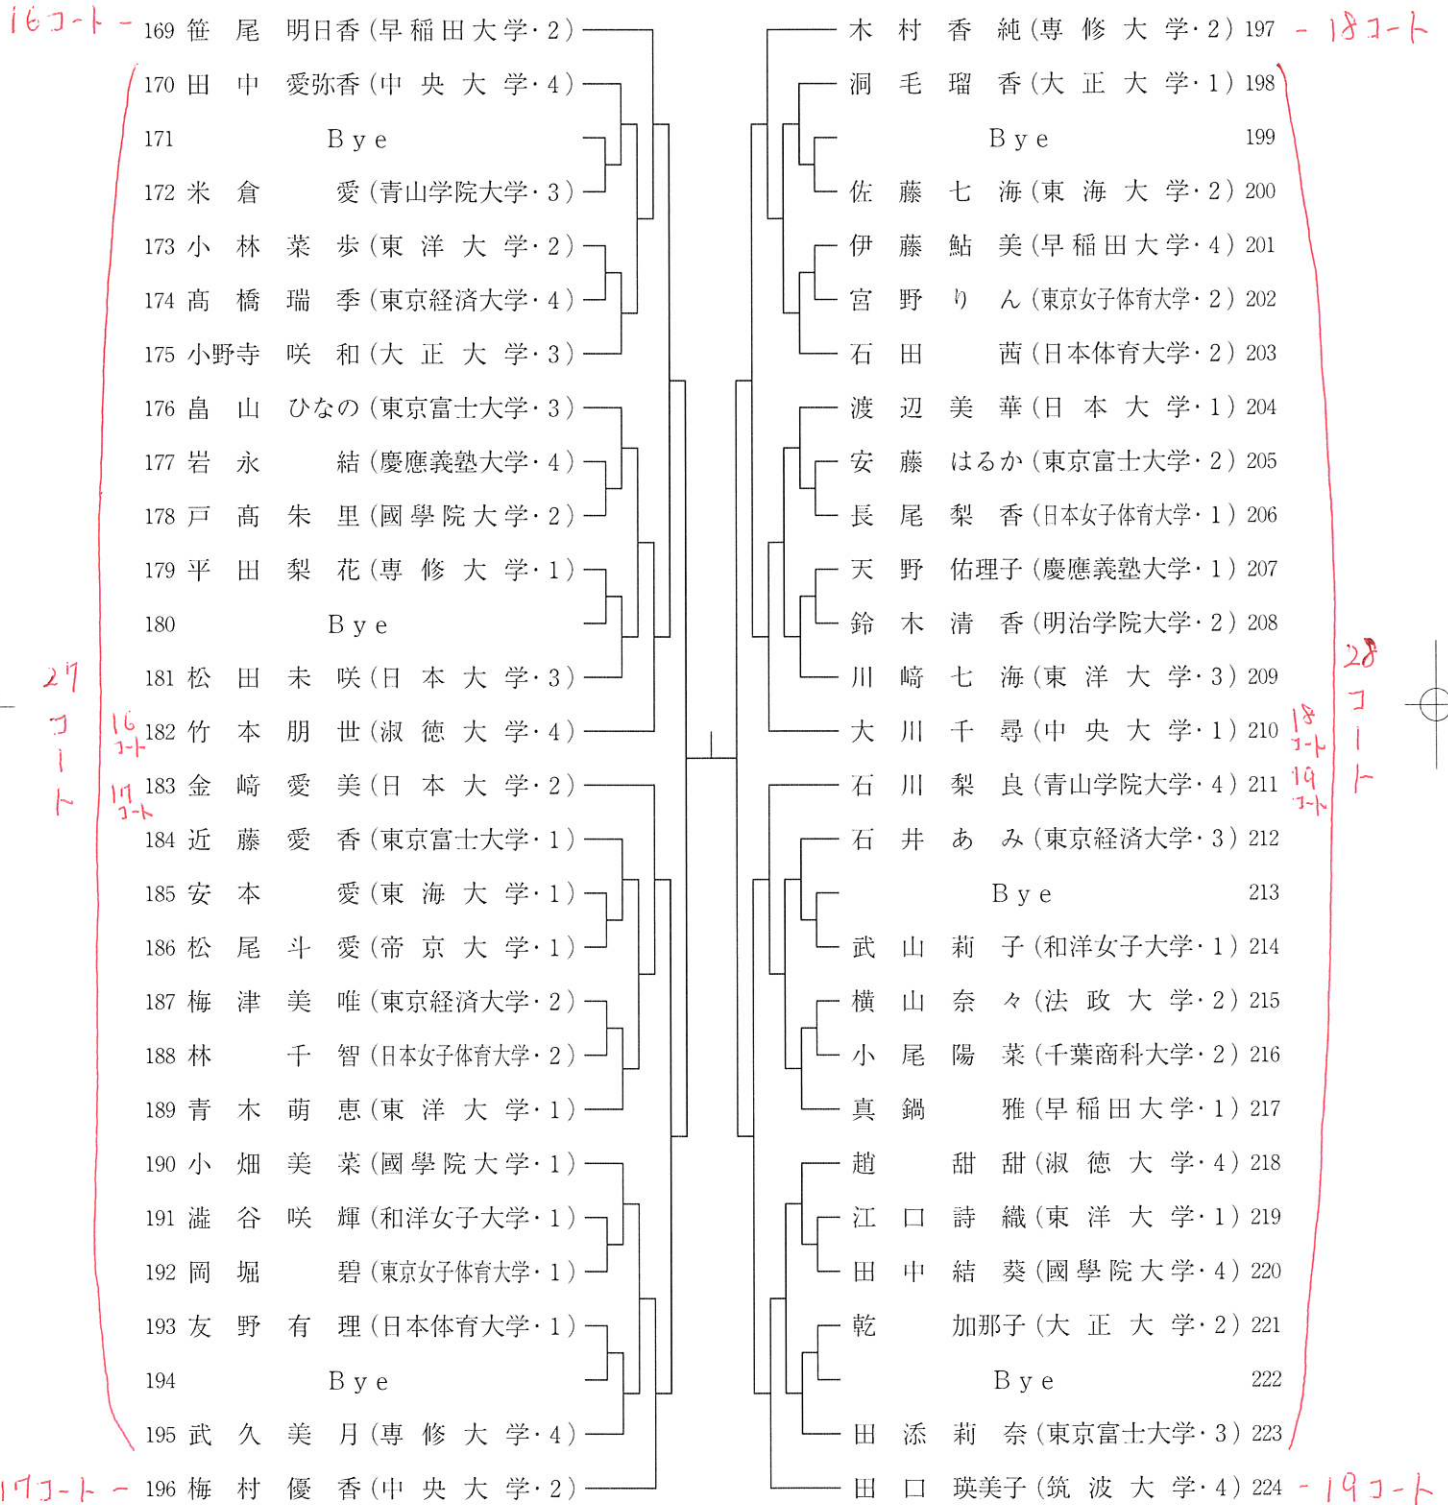 16コート - 169 笹尾 明日香 (早稲田大学・2)
170 田中 愛弥香 (中央大学・4)
171 Bye
172 米倉 愛 (青山学院大学・3)
173 小林 菜歩 (東洋大学・2)
174 髙橋 瑞季 (東京経済大学・4)
175 小野寺 咲和 (大正大学・3)
176 畠山 ひなの (東京富士大学・3)
177 岩永 結 (慶應義塾大学・4)
178 戸髙 朱里 (國學院大学・2)
179 平田 梨花 (専修大学・1)
180 Bye
181 松田 未咲 (日本大学・3)
182 竹本 朋世 (淑徳大学・4)
183 金﨑 愛美 (日本大学・2)
184 近藤 愛香 (東京富士大学・1)
185 安本 愛 (東海大学・1)
186 松尾 斗愛 (帝京大学・1)
187 梅津 美唯 (東京経済大学・2)
188 林 千智 (日本女子体育大学・2)
189 青木 萌恵 (東洋大学・1)
190 小畑 美菜 (國學院大学・1)
191 澁谷 咲輝 (和洋女子大学・1)
192 岡堀 碧 (東京女子体育大学・1)
193 友野 有理 (日本体育大学・1)
194 Bye
195 武久 美月 (専修大学・4)
17コート - 196 梅村 優香 (中央大学・2)
27コート
16コート
17コート
木村 香純 (専修大学・2) 197 - 18コート
洞毛 瑠香 (大正大学・1) 198
Bye 199
佐藤 七海 (東海大学・2) 200
伊藤 鮎美 (早稲田大学・4) 201
宮野 りん (東京女子体育大学・2) 202
石田 茜 (日本体育大学・2) 203
渡辺 美華 (日本大学・1) 204
安藤 はるか (東京富士大学・2) 205
長尾 梨香 (日本女子体育大学・1) 206
天野 佑理子 (慶應義塾大学・1) 207
鈴木 清香 (明治学院大学・2) 208
川﨑 七海 (東洋大学・3) 209
大川 千尋 (中央大学・1) 210
石川 梨良 (青山学院大学・4) 211
石井 あみ (東京経済大学・3) 212
Bye 213
武山 莉子 (和洋女子大学・1) 214
横山 奈々 (法政大学・2) 215
小尾 陽菜 (千葉商科大学・2) 216
真鍋 雅 (早稲田大学・1) 217
趙 甜甜 (淑徳大学・4) 218
江口 詩織 (東洋大学・1) 219
田中 結葵 (國學院大学・4) 220
乾 加那子 (大正大学・2) 221
Bye 222
田添 莉奈 (東京富士大学・3) 223
田口 瑛美子 (筑波大学・4) 224 - 19コート
18コート
19コート
28コート